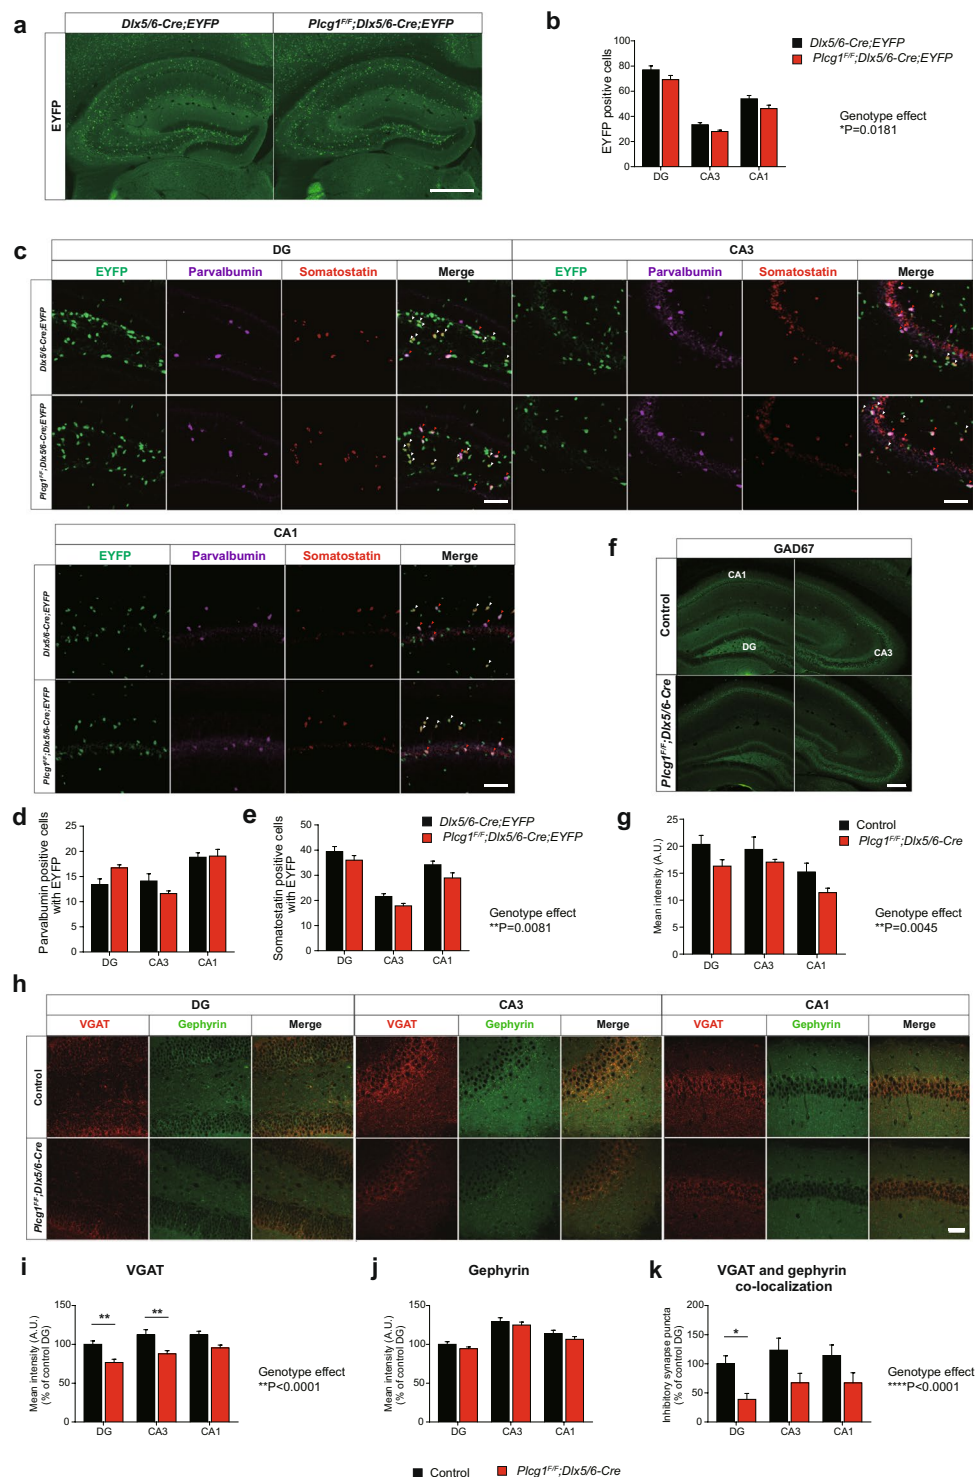 a
Dlx5/6-Cre;EYFP
Plcg1F/F;Dlx5/6-Cre;EYFP
EYFP
b
EYFP positive cells
100
80
60
40
20
0
DG
CA3
CA1
Dlx5/6-Cre;EYFP
Plcg1F/F;Dlx5/6-Cre;EYFP
Genotype effect
*P=0.0181
c
DG
CA3
EYFP
Parvalbumin
Somatostatin
Merge
EYFP
Parvalbumin
Somatostatin
Merge
Dlx5/6-Cre;EYFP
Plcg1F/F;Dlx5/6-Cre;EYFP
CA1
EYFP
Parvalbumin
Somatostatin
Merge
Dlx5/6-Cre;EYFP
Plcg1F/F;Dlx5/6-Cre;EYFP
f
GAD67
Control
CA1
DG
CA3
Plcg1F/F;Dlx5/6-Cre
d
Parvalbumin positive cells
with EYFP
25
20
15
10
5
0
DG
CA3
CA1
e
Somatostatin positive cells
with EYFP
50
40
30
20
10
0
DG
CA3
CA1
Dlx5/6-Cre;EYFP
Plcg1F/F;Dlx5/6-Cre;EYFP
Genotype effect
**P=0.0081
g
Mean intensity (A.U.)
25
20
15
10
5
0
DG
CA3
CA1
Control
Plcg1F/F;Dlx5/6-Cre
Genotype effect
**P=0.0045
h
DG
CA3
CA1
VGAT
Gephyrin
Merge
VGAT
Gephyrin
Merge
VGAT
Gephyrin
Merge
Control
Plcg1F/F;Dlx5/6-Cre
i
VGAT
Mean intensity (A.U.)
(% of control DG)
150
100
50
0
**
**
DG
CA3
CA1
Genotype effect
**P<0.0001
j
Gephyrin
Mean intensity (A.U.)
(% of control DG)
150
100
50
0
DG
CA3
CA1
k
VGAT and gephyrin
co-localization
Inhibitory synapse puncta
(% of control DG)
200
150
100
50
0
*
DG
CA3
CA1
Genotype effect
****P<0.0001
Control
Plcg1F/F;Dlx5/6-Cre